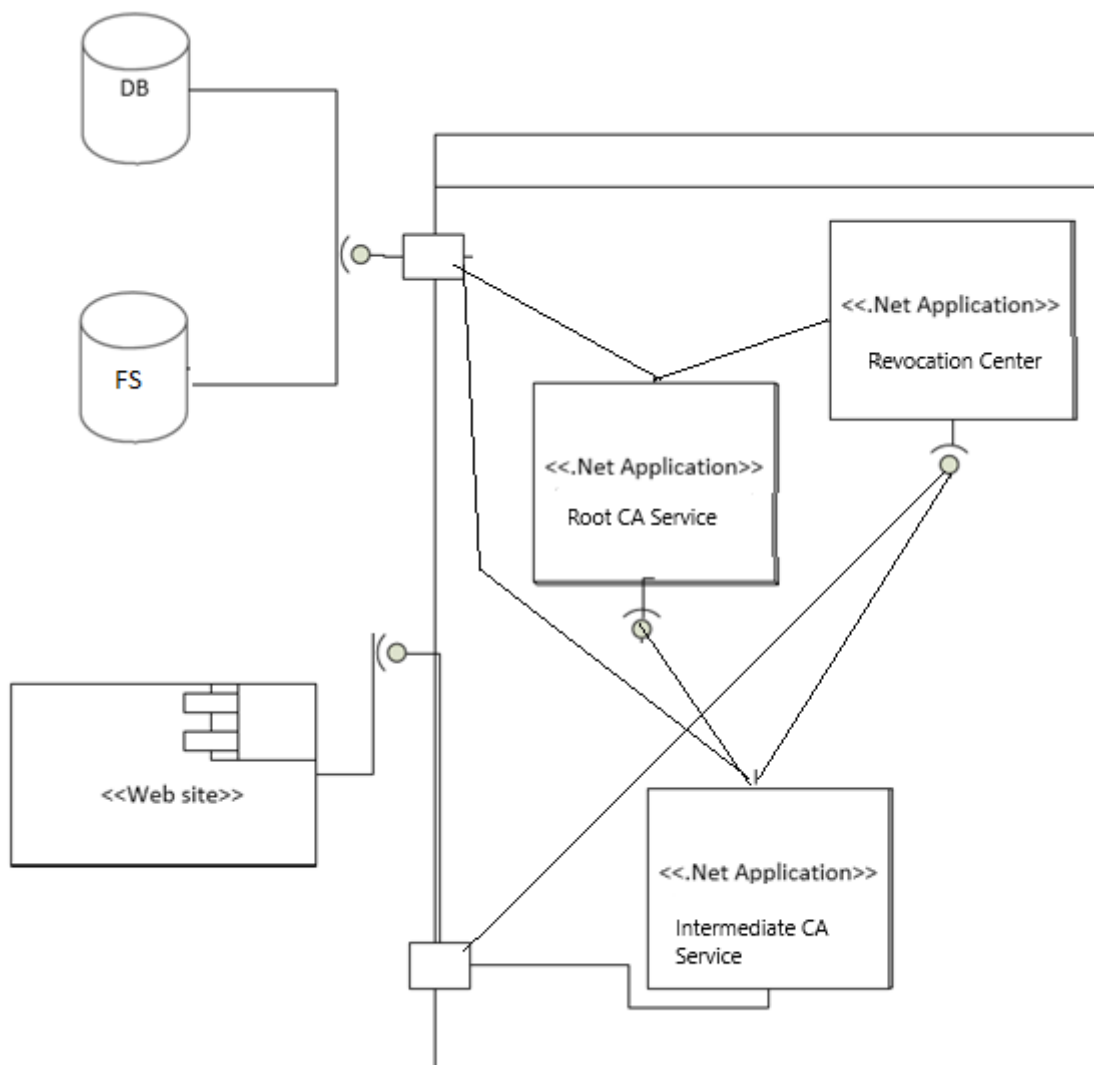 DB
FS
<<.Net Application>>
Revocation Center
<<.Net Application>>
Root CA Service
<<Web site>>
<<.Net Application>>
Intermediate CA
Service